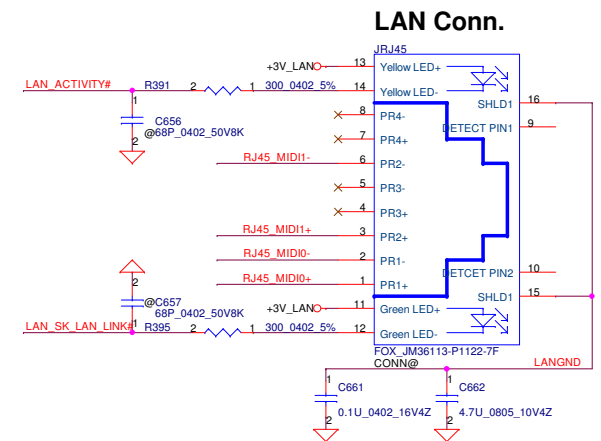 LAN Conn.
JRJ45
+3V_LAN 13 Yellow LED+
LAN_ACTIVITY# R391 2 1 300_0402_5% 14 Yellow LED-
SHLD1 16
1
C656
@68P_0402_50V8K
2
8 PR4-
DETECT PIN1 9
7 PR4+
RJ45_MIDI1- 6 PR2-
5 PR3-
4 PR3+
RJ45_MIDI1+ 3 PR2+
RJ45_MIDI0- 2 PR1-
DETCET PIN2 10
RJ45_MIDI0+ 1 PR1+
2
@C657
68P_0402_50V8K
1
SHLD1 15
+3V_LAN 11 Green LED+
LAN_SK_LAN_LINK# R395 2 1 300_0402_5% 12 Green LED-
FOX_JM36113-P1122-7F
CONN@
LANGND
1 C661
0.1U_0402_16V4Z
2
1 C662
4.7U_0805_10V4Z
2